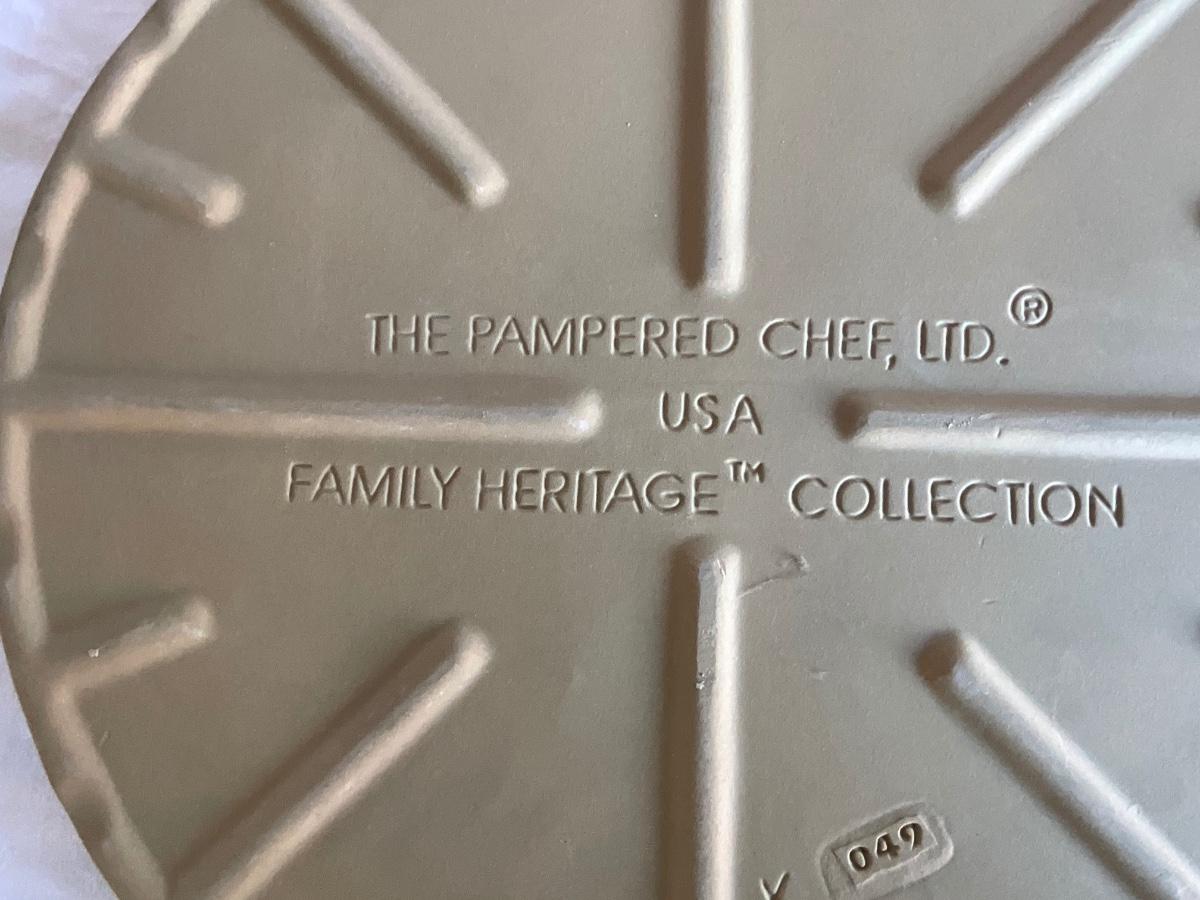 THE PAMPERED CHEF, LTD.®
USA
FAMILY HERITAGE™ COLLECTION
049